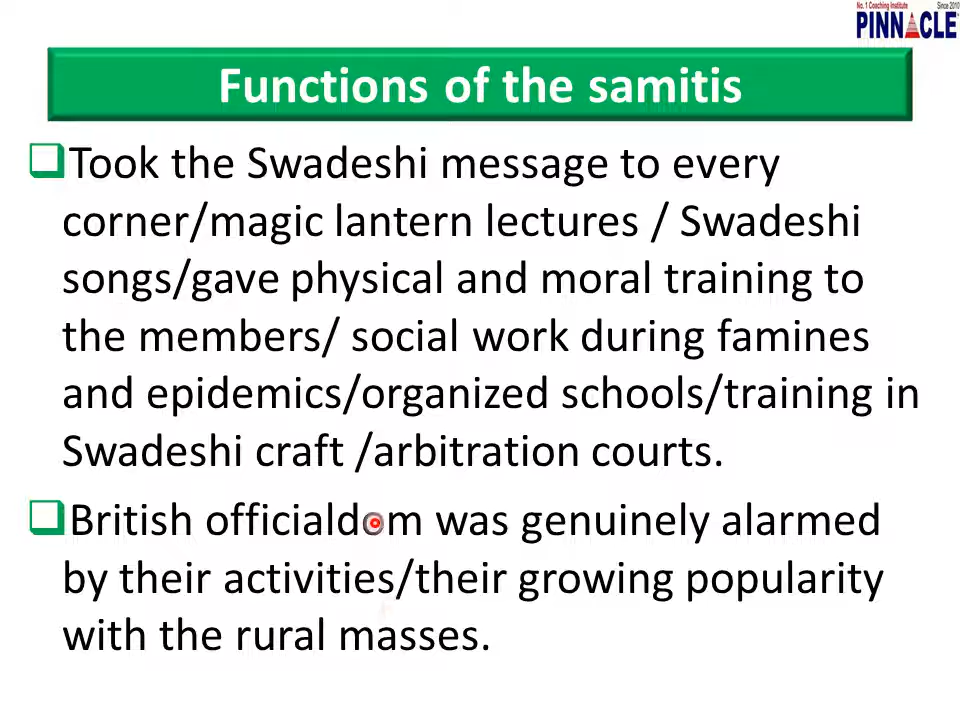 No. 1 Coaching Institute Since 2010
PINNACLE
Functions of the samitis
Took the Swadeshi message to every
corner/magic lantern lectures / Swadeshi
songs/gave physical and moral training to
the members/ social work during famines
and epidemics/organized schools/training in
Swadeshi craft /arbitration courts.
British officialdom was genuinely alarmed
by their activities/their growing popularity
with the rural masses.